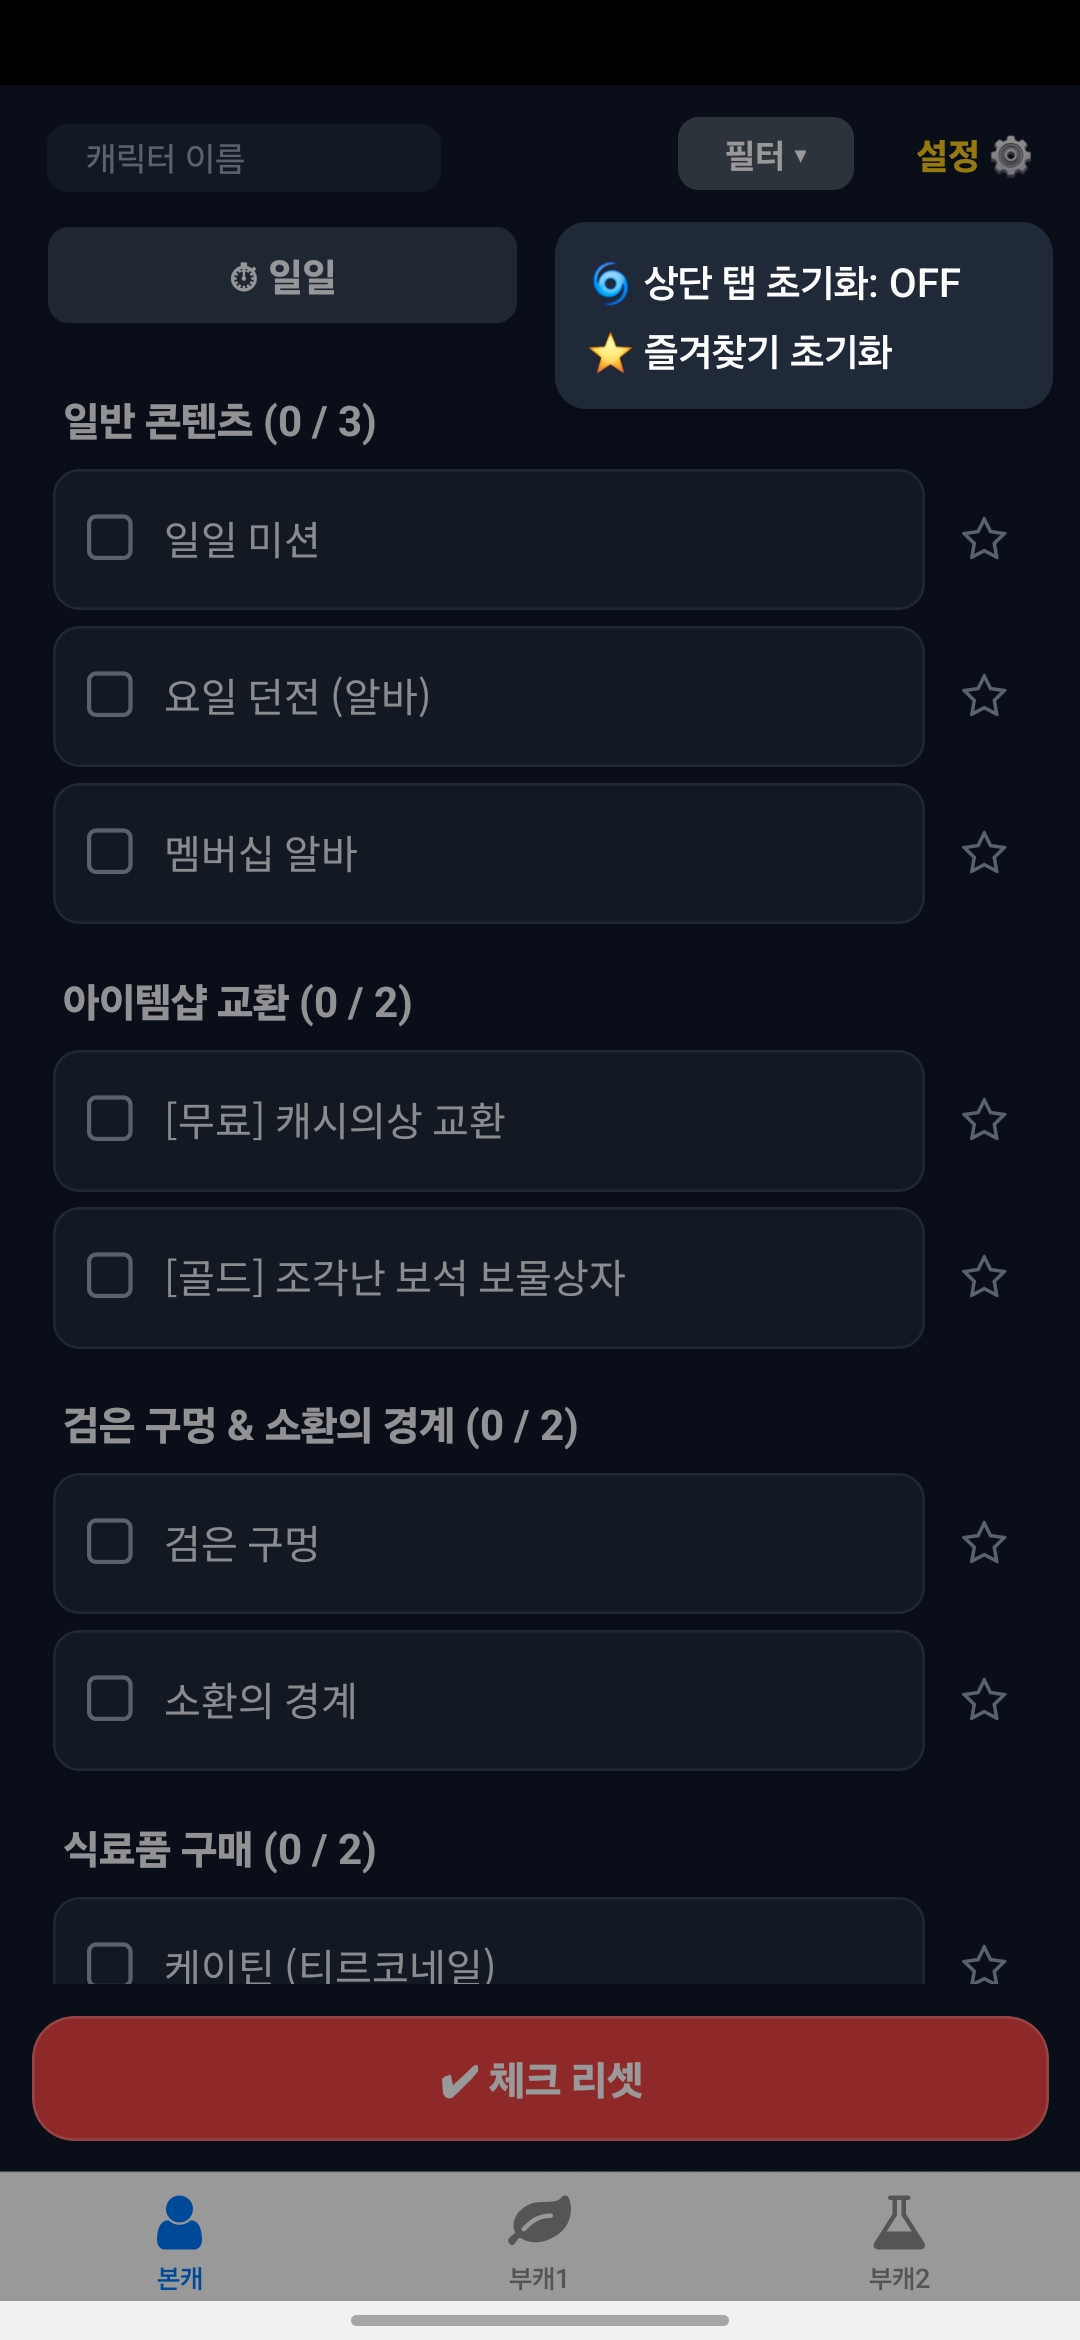 캐릭터 이름
필터 ▾
설정 ⚙
⏱ 일일
🌀 상단 탭 초기화: OFF
⭐ 즐겨찾기 초기화
일반 콘텐츠 (0 / 3)
일일 미션
요일 던전 (알바)
멤버십 알바
아이템샵 교환 (0 / 2)
[무료] 캐시의상 교환
[골드] 조각난 보석 보물상자
검은 구멍 & 소환의 경계 (0 / 2)
검은 구멍
소환의 경계
식료품 구매 (0 / 2)
케이틴 (티르코네일)
✔ 체크 리셋
본캐
부캐1
부캐2